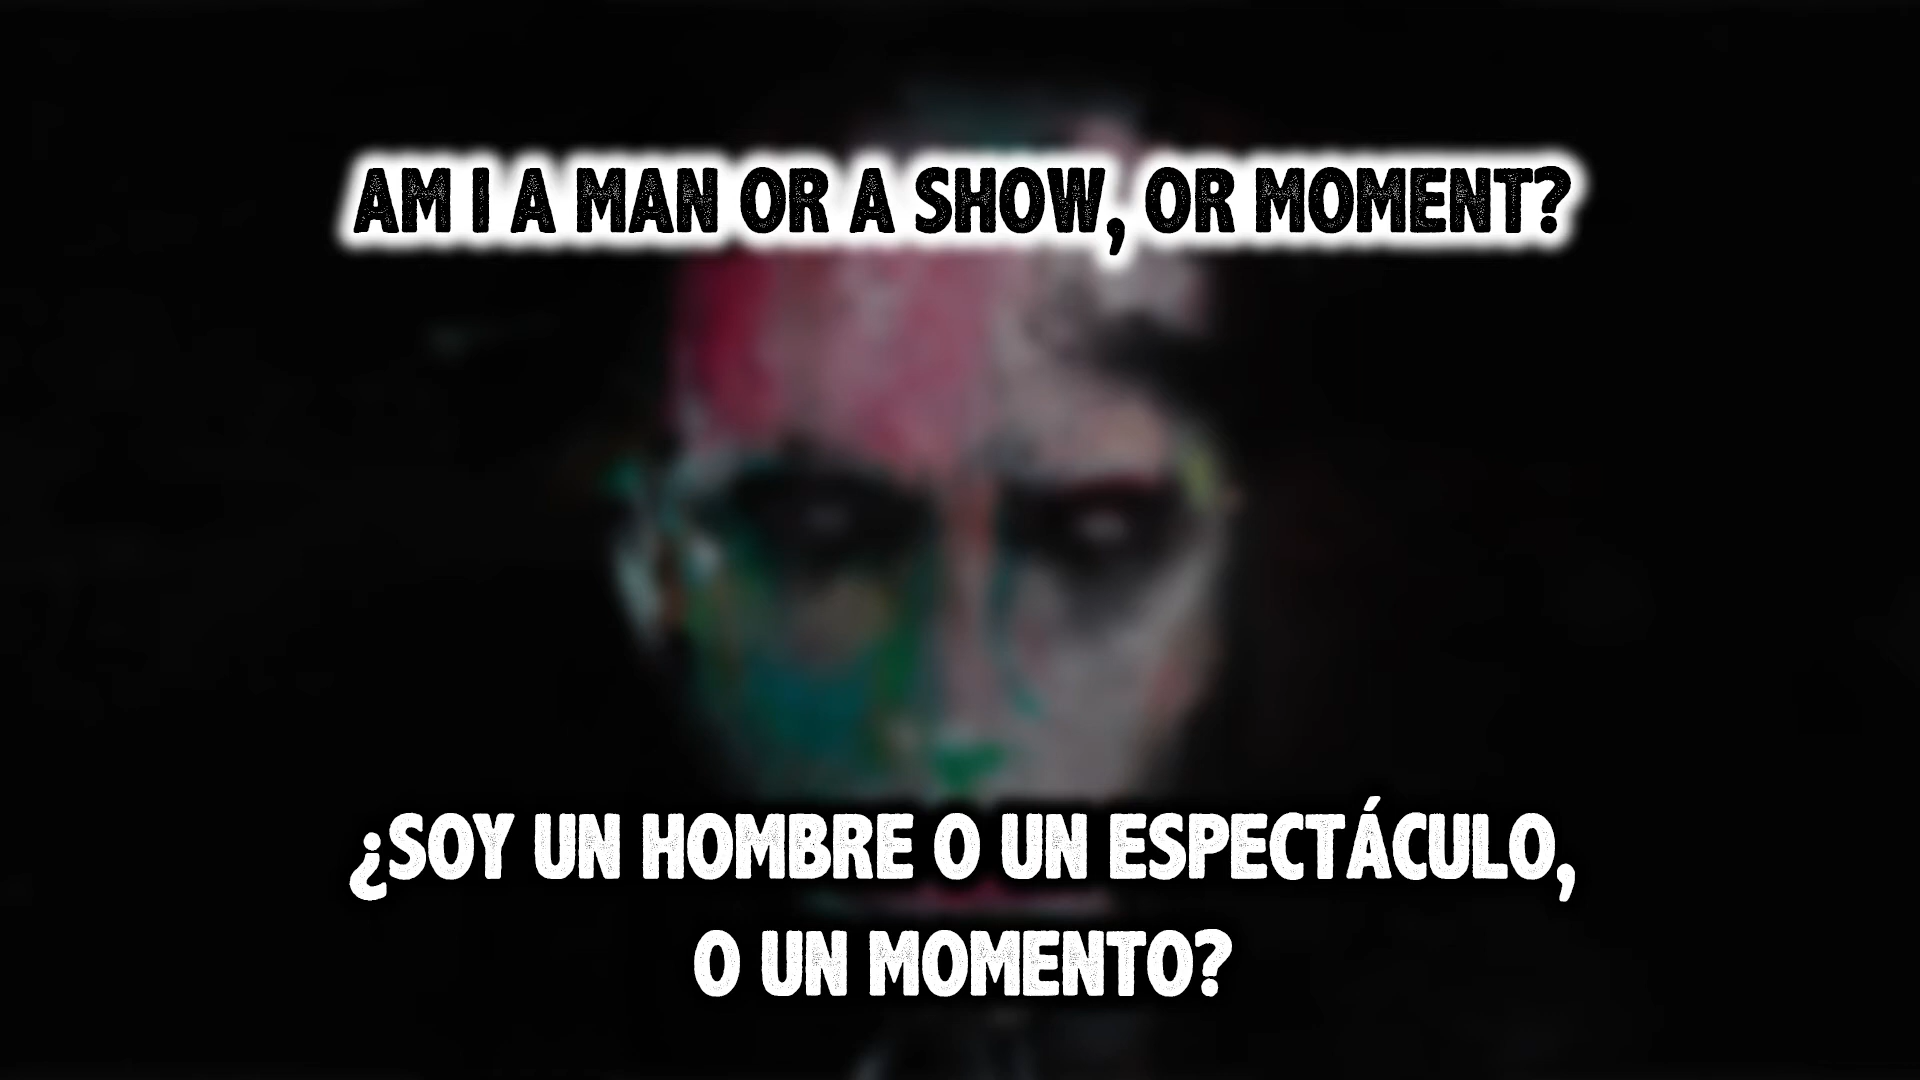 AM I A MAN OR A SHOW, OR MOMENT?
¿SOY UN HOMBRE O UN ESPECTÁCULO,
O UN MOMENTO?